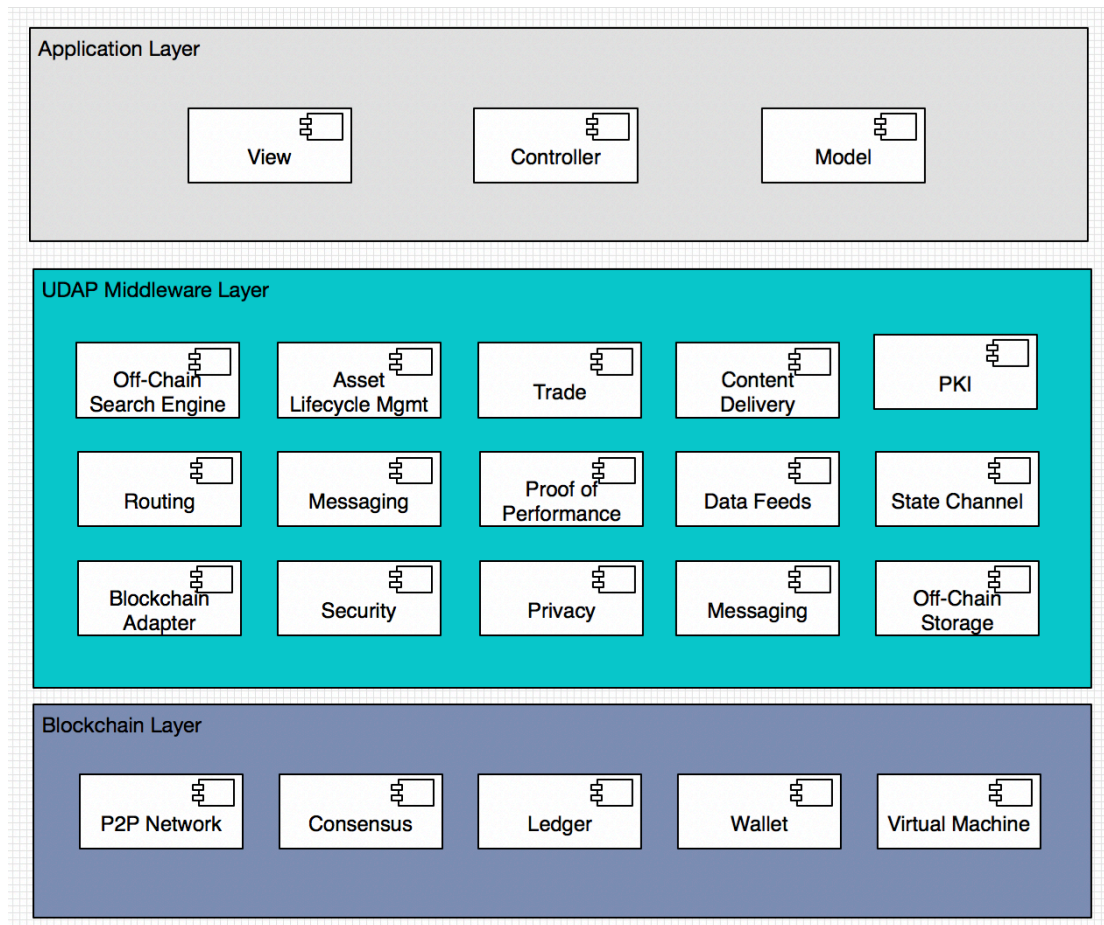 Application Layer
View
Controller
Model
UDAP Middleware Layer
Off-Chain
Search Engine
Asset
Lifecycle Mgmt
Trade
Content
Delivery
PKI
Routing
Messaging
Proof of
Performance
Data Feeds
State Channel
Blockchain
Adapter
Security
Privacy
Messaging
Off-Chain
Storage
Blockchain Layer
P2P Network
Consensus
Ledger
Wallet
Virtual Machine